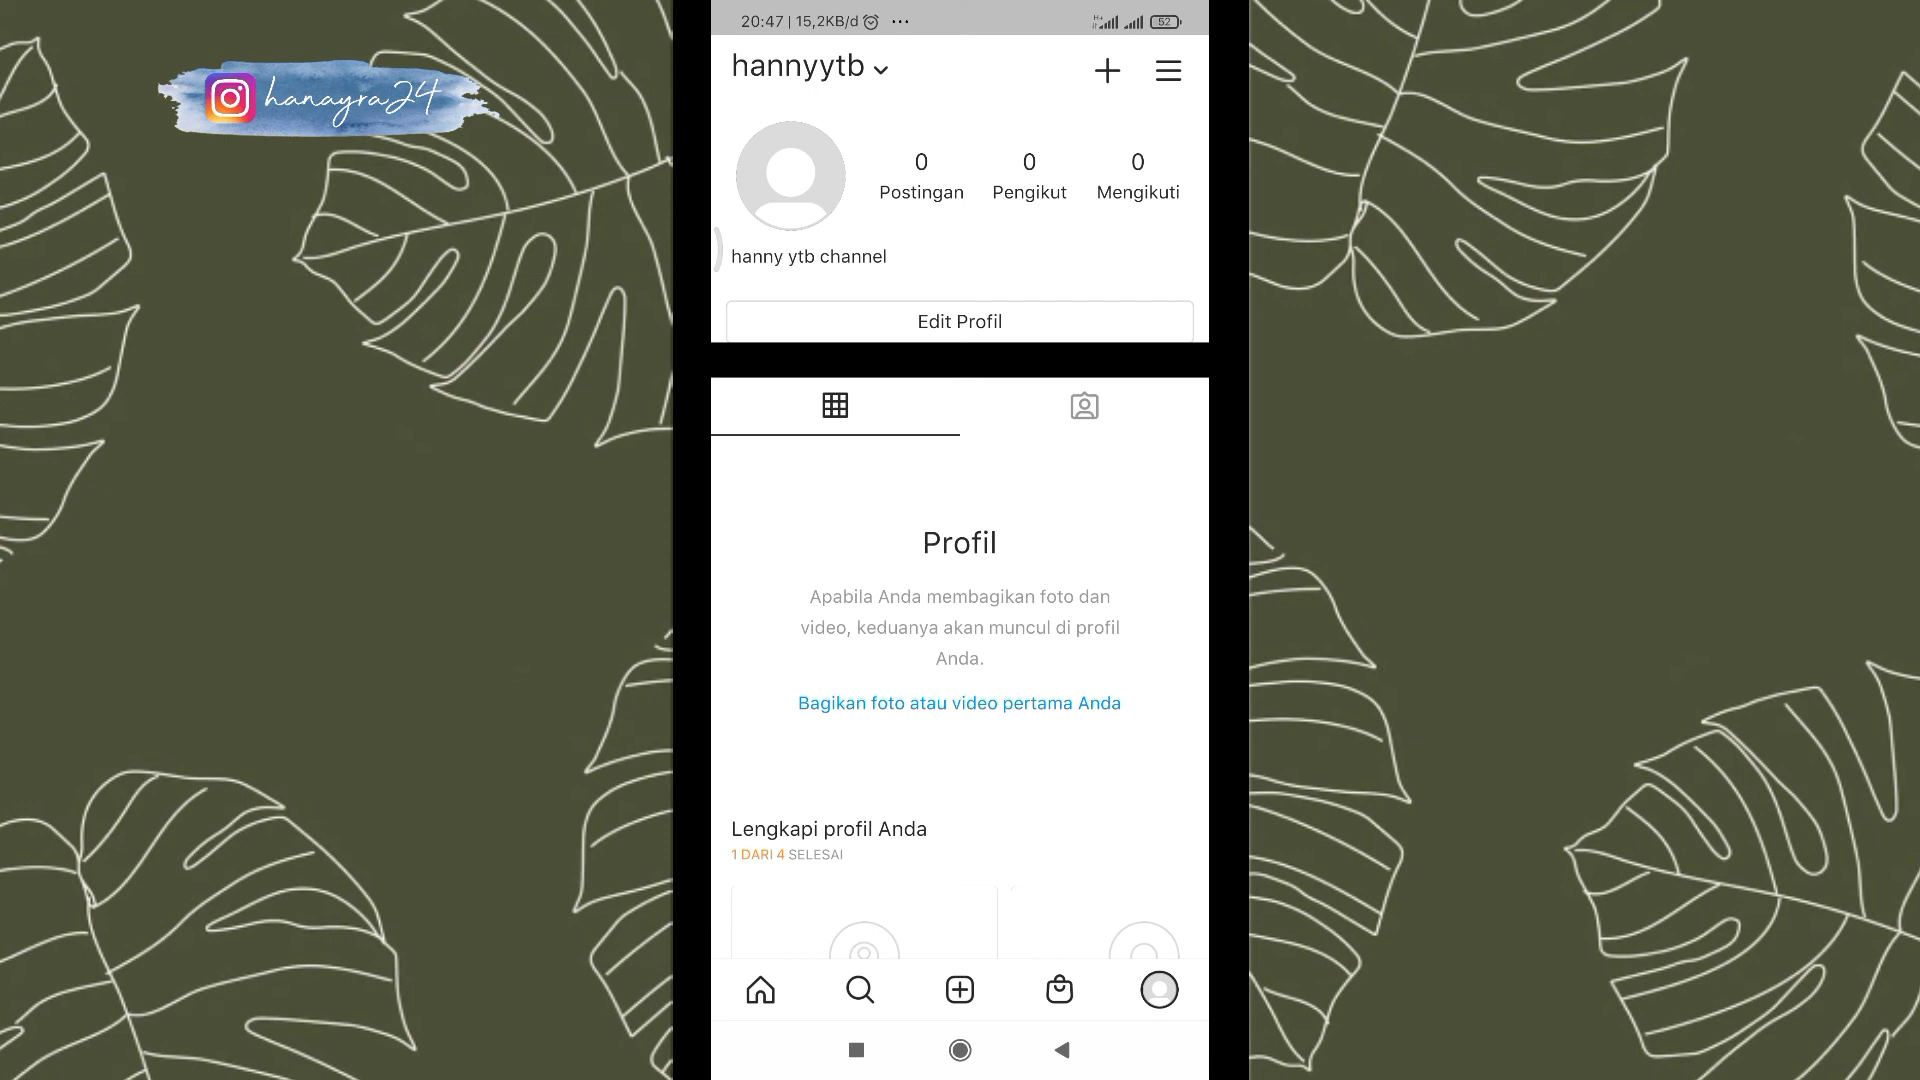 20:47 | 15,2KB/d ...
H+
52
hanayra24
hannyytb
0 0 0
Postingan Pengikut Mengikuti
hanny ytb channel
Edit Profil
Profil
Apabila Anda membagikan foto dan
video, keduanya akan muncul di profil
Anda.
Bagikan foto atau video pertama Anda
Lengkapi profil Anda
1 DARI 4 SELESAI